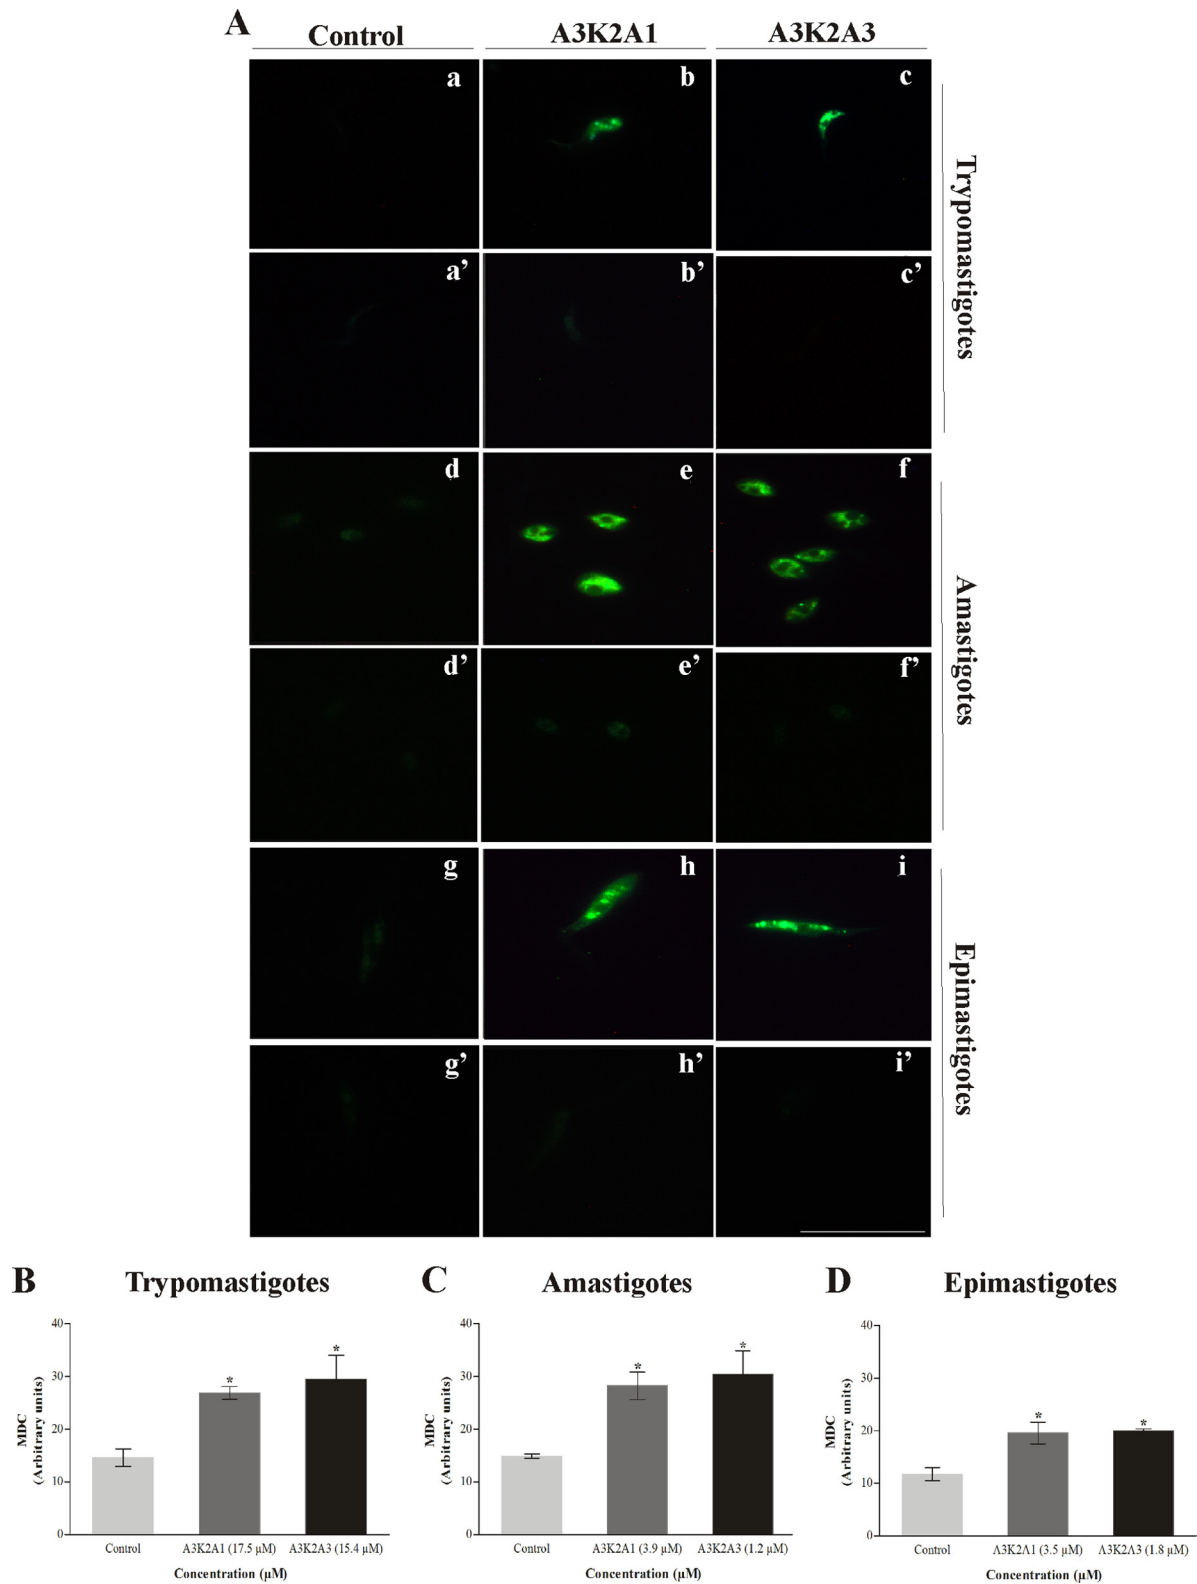 A
Control A3K2A1 A3K2A3
a b c
a’ b’ c’
Trypomastigotes
d e f
d’ e’ f’
Amastigotes
g h i
g’ h’ i’
Epimastigotes
B Trypomastigotes
MDC
(Arbitrary units)
40
30
20
10
0
* *
Control A3K2A1 (17.5 µM) A3K2A3 (15.4 µM)
Concentration (µM)
C Amastigotes
MDC
(Arbitrary units)
40
30
20
10
0
* *
Control A3K2A1 (3.9 µM) A3K2A3 (1.2 µM)
Concentration (µM)
D Epimastigotes
MDC
(Arbitrary units)
40
30
20
10
0
* *
Control A3K2A1 (3.5 µM) A3K2A3 (1.8 µM)
Concentration (µM)